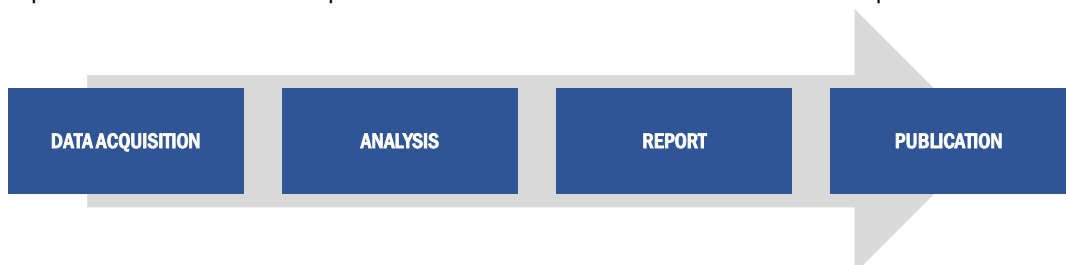 DATA ACQUISITION
ANALYSIS
REPORT
PUBLICATION